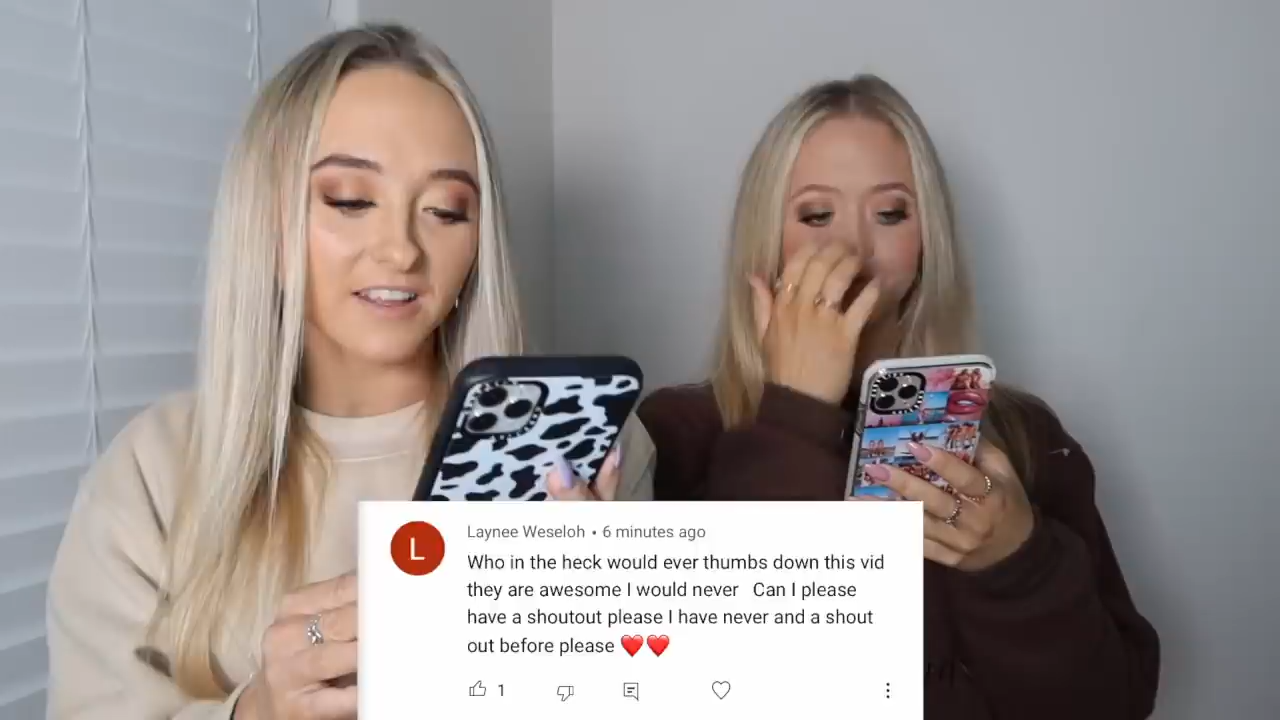 L
Laynee Weseloh • 6 minutes ago
Who in the heck would ever thumbs down this vid
they are awesome I would never Can I please
have a shoutout please I have never and a shout
out before please ❤️❤️
1